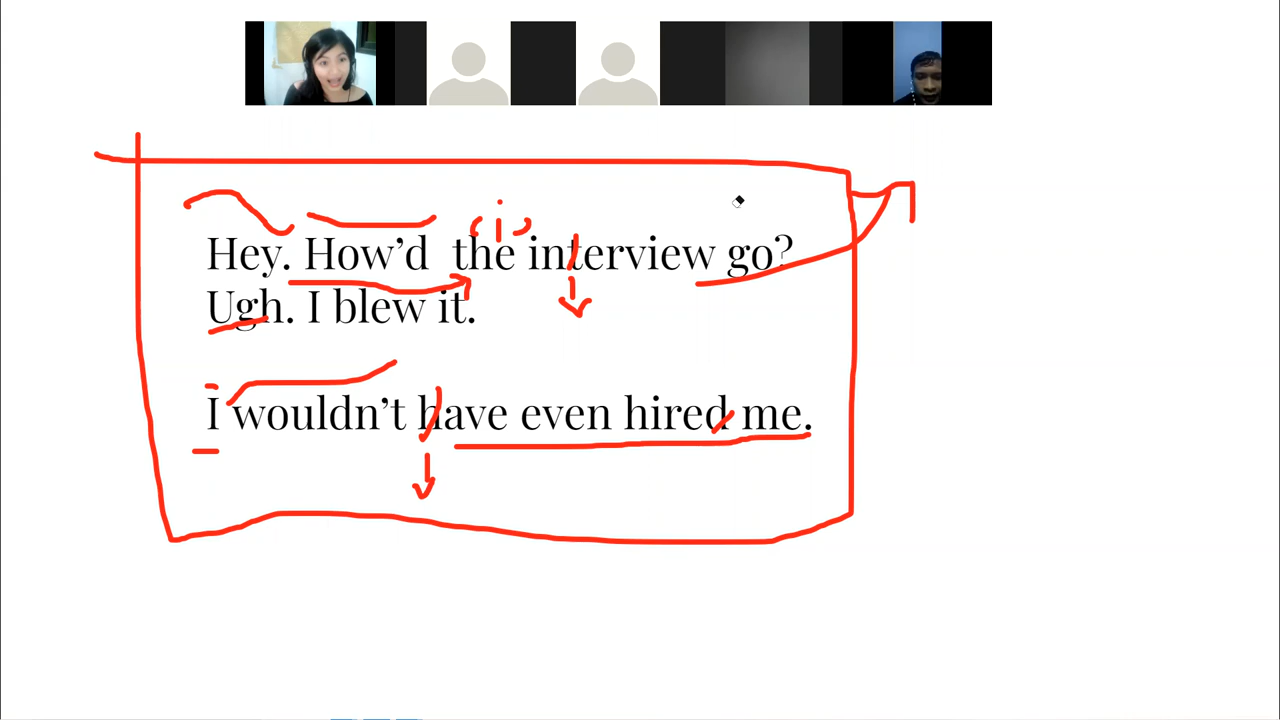 (i)
Hey. How'd the interview go?
Ugh. I blew it.
I wouldn't have even hired me.